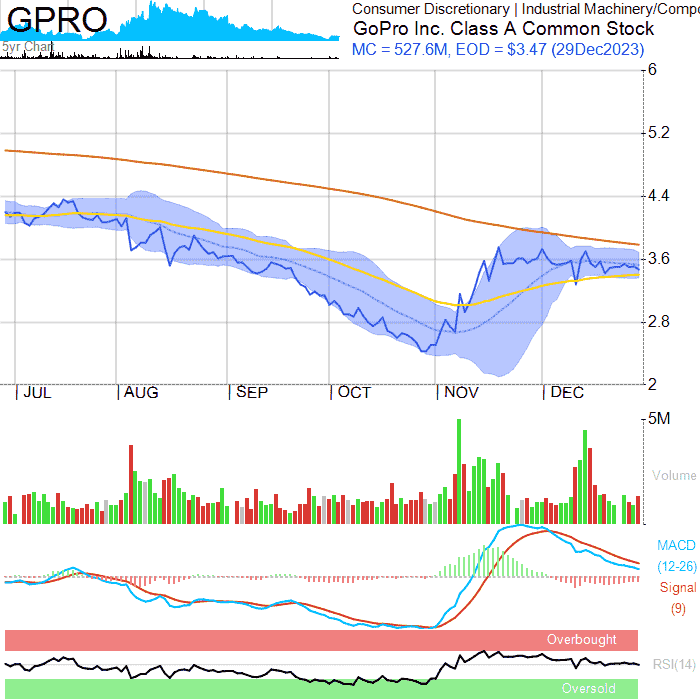 GPRO
5yr Chart
Consumer Discretionary | Industrial Machinery/Compo
GoPro Inc. Class A Common Stock
MC = 527.6M, EOD = $3.47 (29Dec2023)
6
5.2
4.4
3.6
2.8
2
JUL AUG SEP OCT NOV DEC
5M
Volume
MACD
(12-26)
Signal
(9)
Overbought
RSI(14)
Oversold